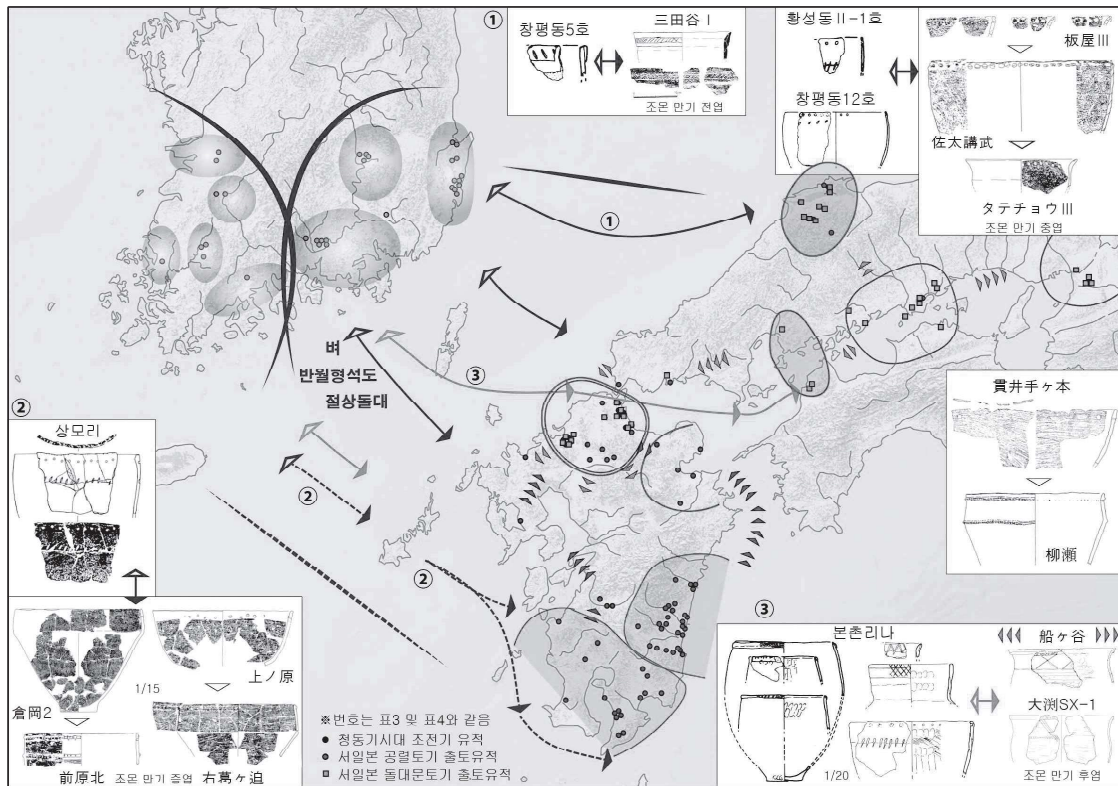 ①
창평동5호
三田谷Ⅰ
조몬 만기 전엽
황성동Ⅱ-1호
창평동12호
板屋Ⅲ
佐太講武
タテチョウⅢ
조몬 만기 중엽
①
벼
반월형석도
절상돌대
③
②
②
②
상모리
倉岡2
1/15
上ノ原
前原北
조몬 만기 중엽
右葛ヶ迫
貫井手ヶ本
柳瀬
③
본촌리나
船ヶ谷
大渕SX-1
1/20
조몬 만기 후엽
※번호는 표3 및 표4와 같음
청동기시대 조전기 유적
서일본 공렬토기 출토유적
서일본 돌대문토기 출토유적